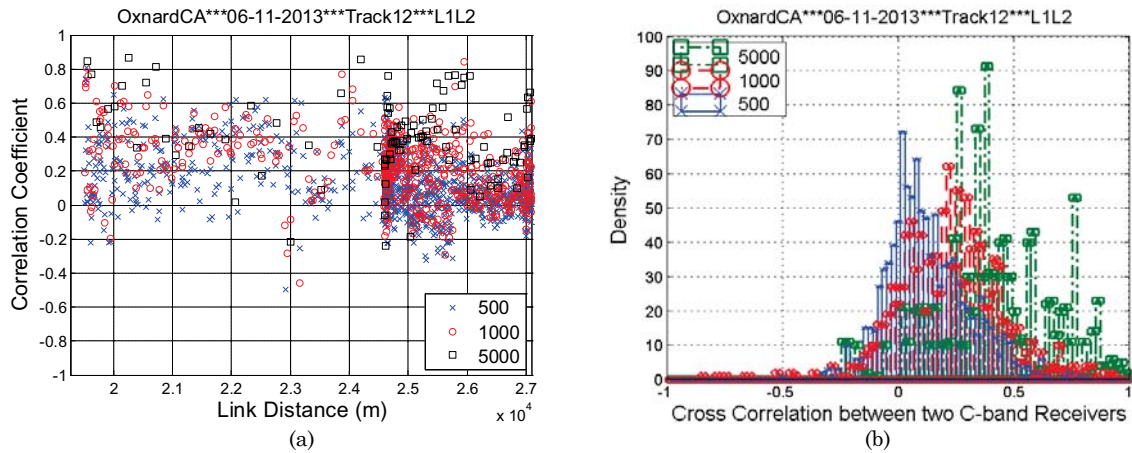 OxnardCA***06-11-2013***Track12***L1L2
Correlation Coefficient
1
0.8
0.6
0.4
0.2
0
-0.2
-0.4
-0.6
-0.8
-1
500
1000
5000
2 2.1 2.2 2.3 2.4 2.5 2.6 2.7
Link Distance (m)
x 10^4
(a)
OxnardCA***06-11-2013***Track12***L1L2
Density
100
90
80
70
60
50
40
30
20
10
0
5000
1000
500
-1 -0.5 0 0.5 1
Cross Correlation between two C-band Receivers
(b)